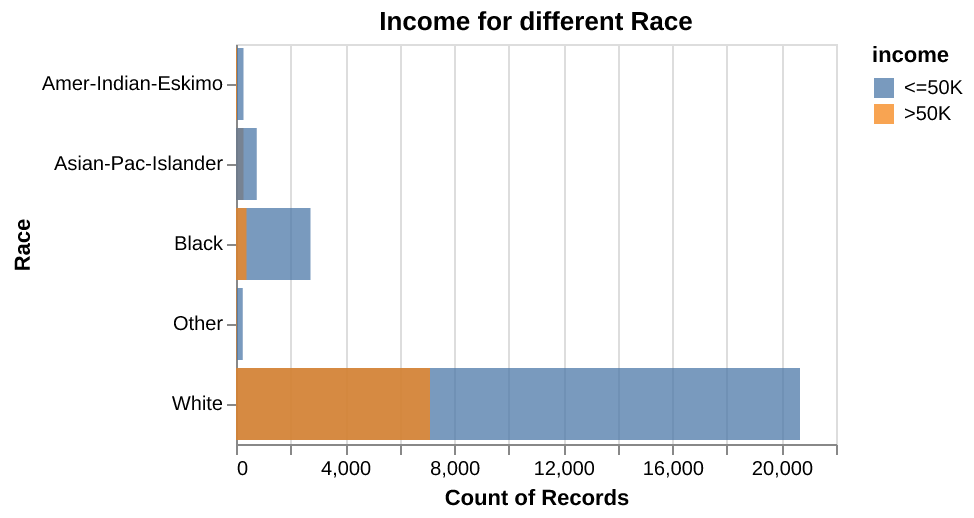 Income for different Race
income
<=50K
>50K
Race
Amer-Indian-Eskimo
Asian-Pac-Islander
Black
Other
White
0 4,000 8,000 12,000 16,000 20,000
Count of Records